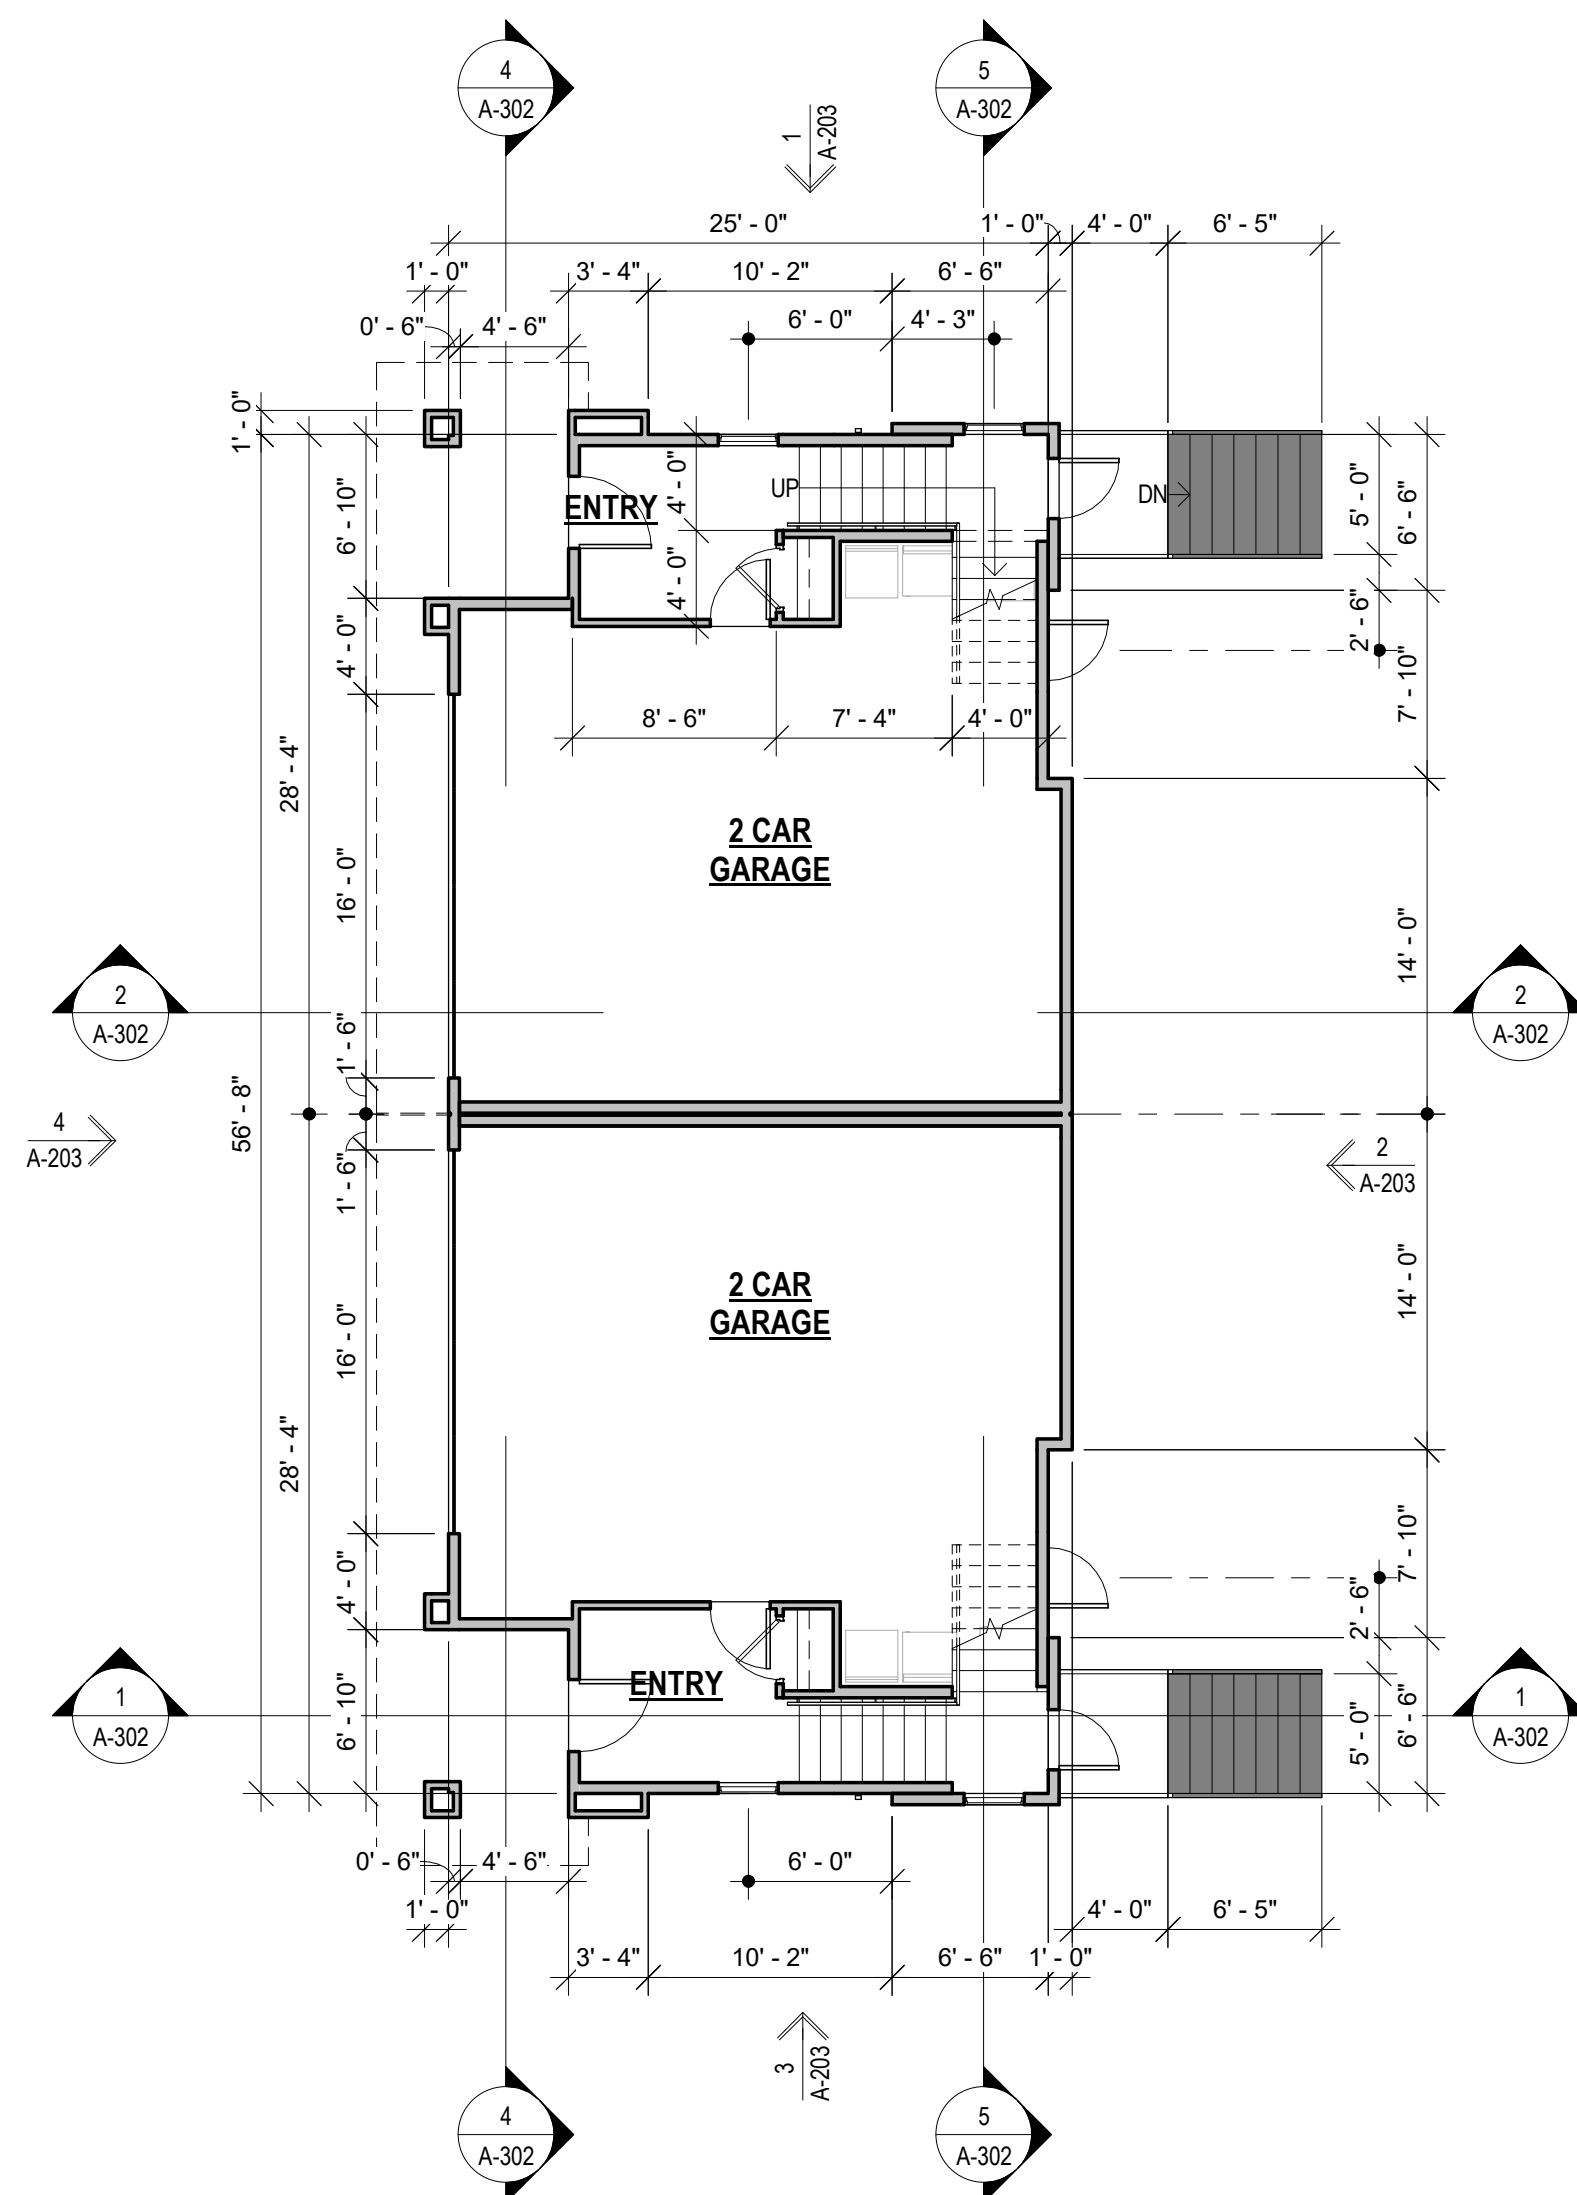 4
A-302
5
A-302
1
A-203
25' - 0"
1' - 0"
4' - 0"
6' - 5"
1' - 0"
3' - 4"
10' - 2"
6' - 6"
0' - 6"
4' - 6"
6' - 0"
4' - 3"
1' - 0"
6' - 10"
ENTRY
4' - 0"
UP
DN
5' - 0"
6' - 6"
4' - 0"
4' - 0"
2' - 6"
7' - 10"
8' - 6"
7' - 4"
4' - 0"
28' - 4"
2 CAR
GARAGE
16' - 0"
14' - 0"
2
A-302
2
A-302
1' - 6"
56' - 8"
4
A-203
2
A-203
1' - 6"
2 CAR
GARAGE
16' - 0"
14' - 0"
28' - 4"
7' - 10"
4' - 0"
2' - 6"
ENTRY
1
A-302
1
A-302
6' - 10"
5' - 0"
6' - 6"
0' - 6"
4' - 6"
6' - 0"
1' - 0"
4' - 0"
6' - 5"
3' - 4"
10' - 2"
6' - 6"
1' - 0"
3
A-203
4
A-302
5
A-302